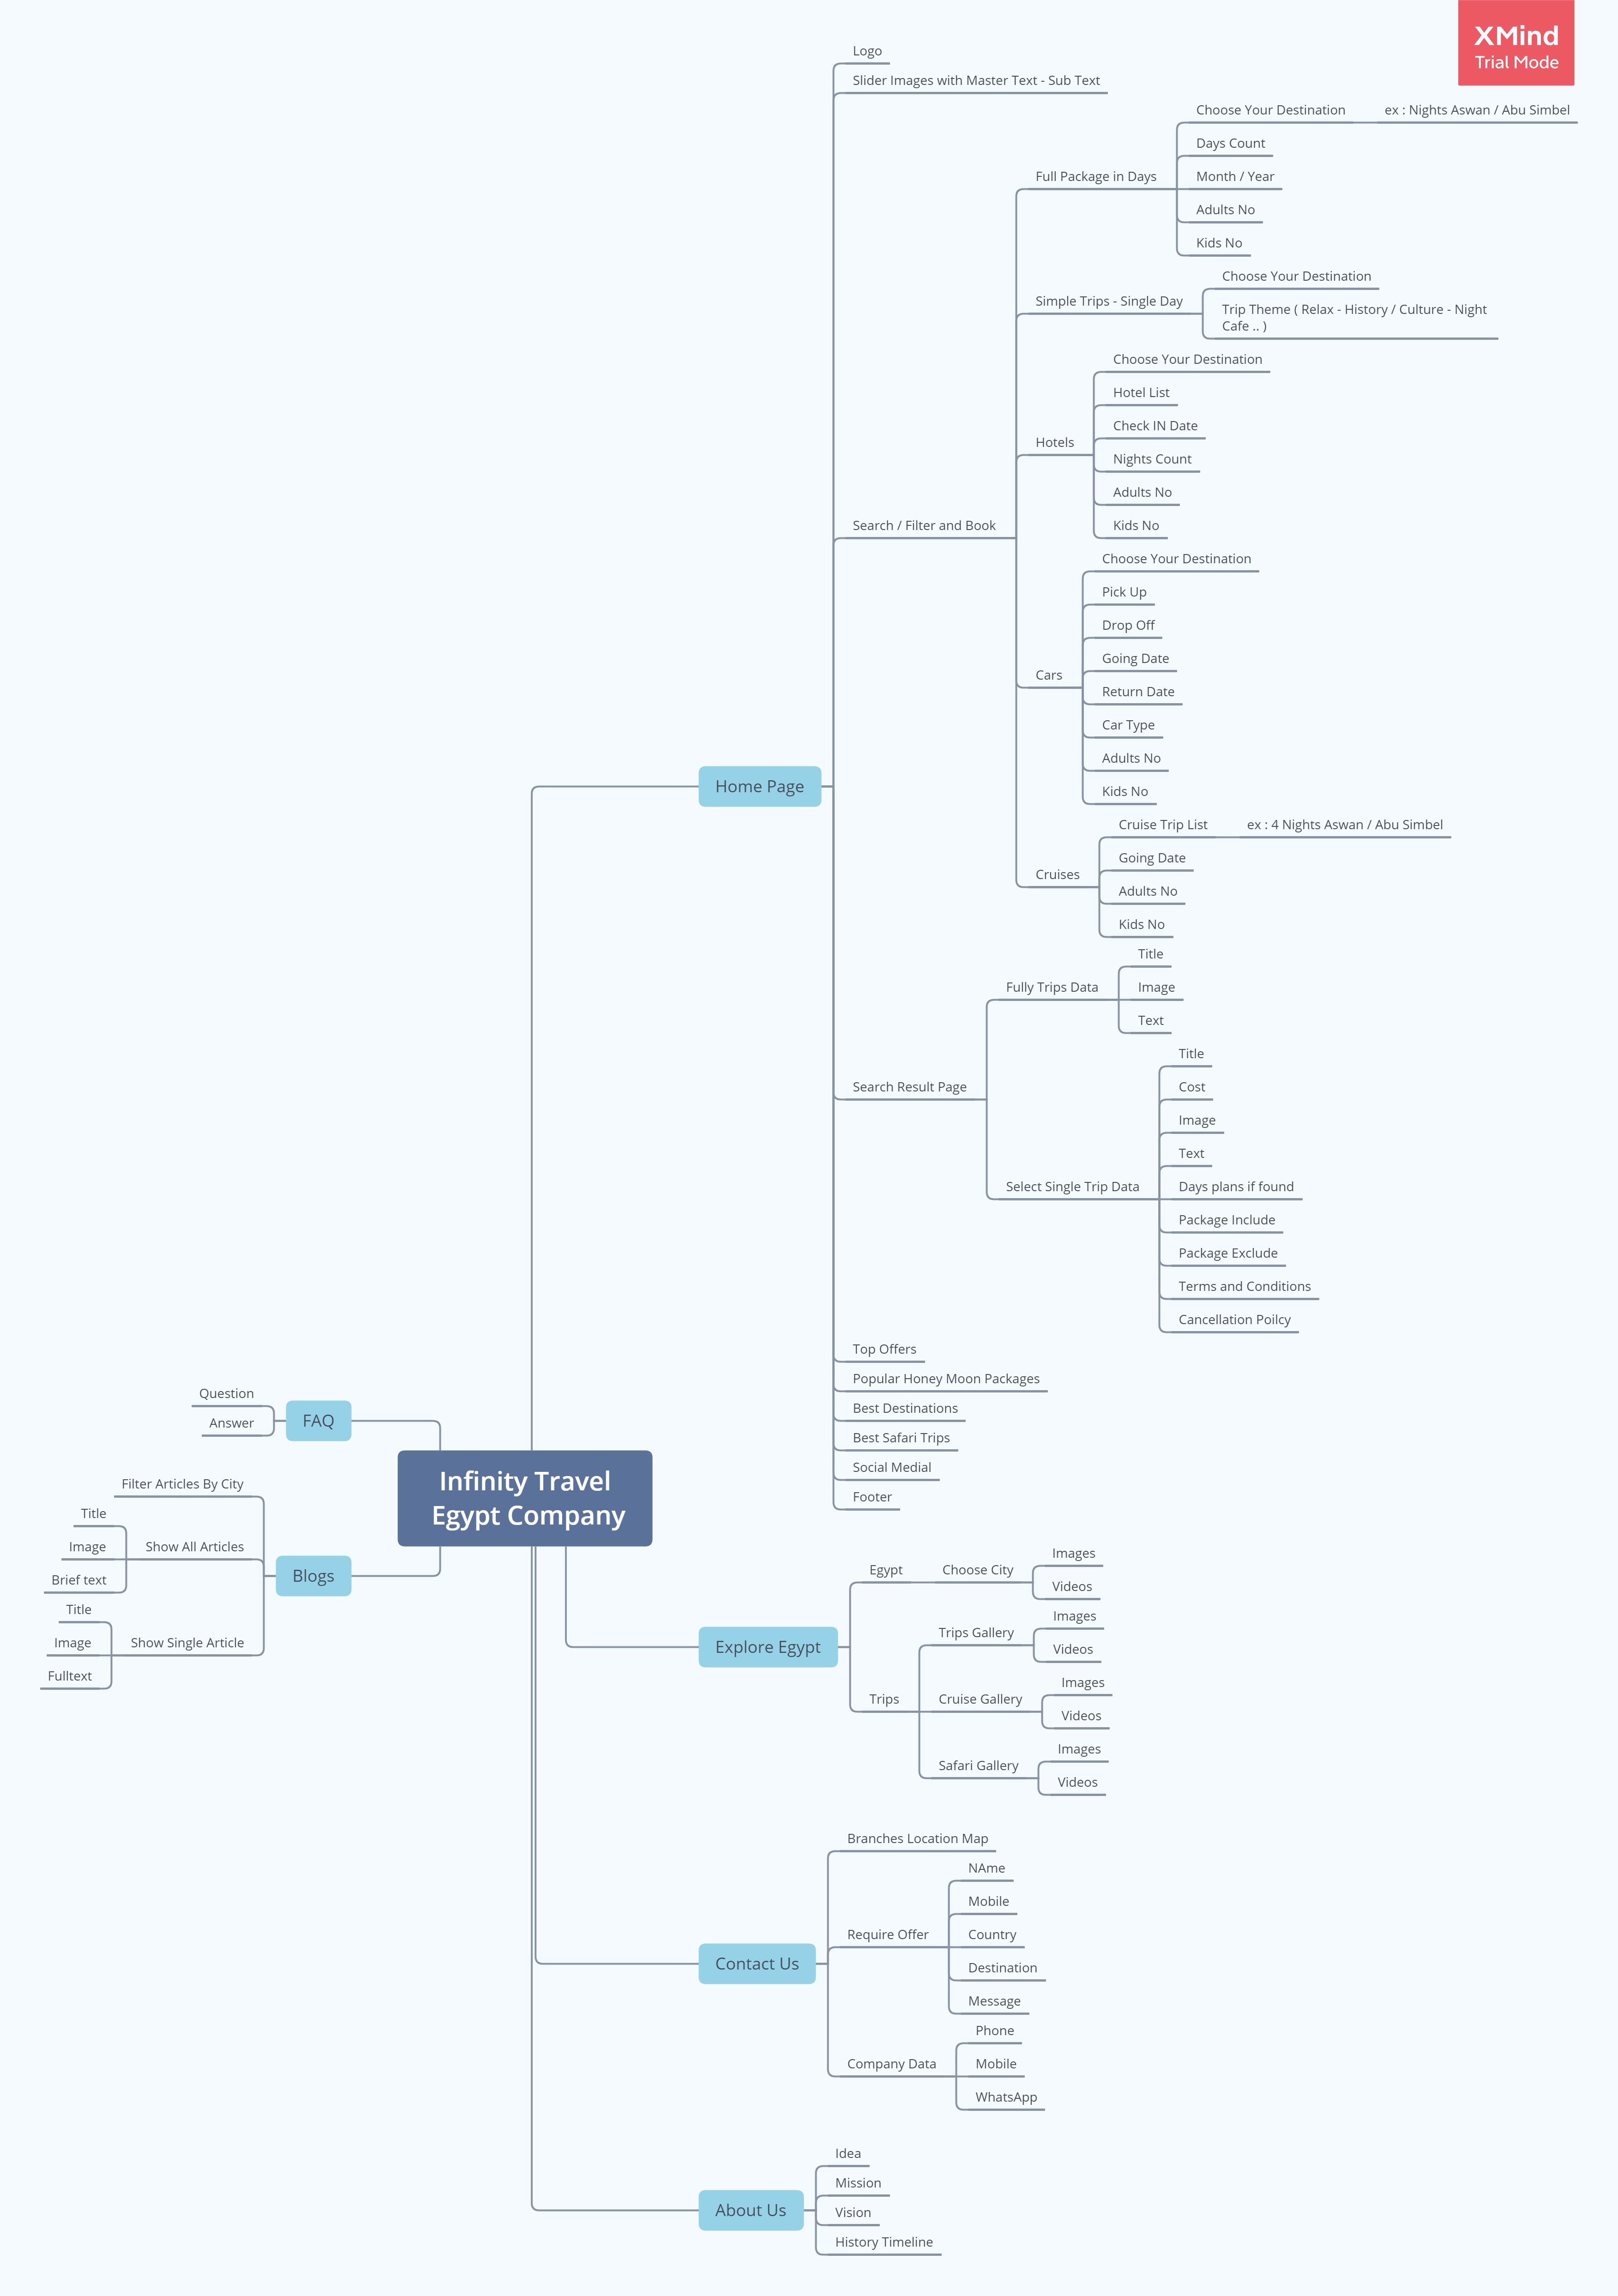 XMind
Trial Mode
Infinity Travel
Egypt Company
Home Page
Logo
Slider Images with Master Text - Sub Text
Search / Filter and Book
Full Package in Days
Choose Your Destination
ex : Nights Aswan / Abu Simbel
Days Count
Month / Year
Adults No
Kids No
Simple Trips - Single Day
Choose Your Destination
Trip Theme ( Relax - History / Culture - Night
Cafe .. )
Hotels
Choose Your Destination
Hotel List
Check IN Date
Nights Count
Adults No
Kids No
Cars
Choose Your Destination
Pick Up
Drop Off
Going Date
Return Date
Car Type
Adults No
Kids No
Cruises
Cruise Trip List
ex : 4 Nights Aswan / Abu Simbel
Going Date
Adults No
Kids No
Search Result Page
Fully Trips Data
Title
Image
Text
Select Single Trip Data
Title
Cost
Image
Text
Days plans if found
Package Include
Package Exclude
Terms and Conditions
Cancellation Poilcy
Top Offers
Popular Honey Moon Packages
Best Destinations
Best Safari Trips
Social Medial
Footer
Explore Egypt
Egypt
Choose City
Images
Videos
Trips
Trips Gallery
Images
Videos
Cruise Gallery
Images
Videos
Safari Gallery
Images
Videos
Contact Us
Branches Location Map
Require Offer
NAme
Mobile
Country
Destination
Message
Company Data
Phone
Mobile
WhatsApp
About Us
Idea
Mission
Vision
History Timeline
FAQ
Question
Answer
Blogs
Filter Articles By City
Show All Articles
Title
Image
Brief text
Show Single Article
Title
Image
Fulltext